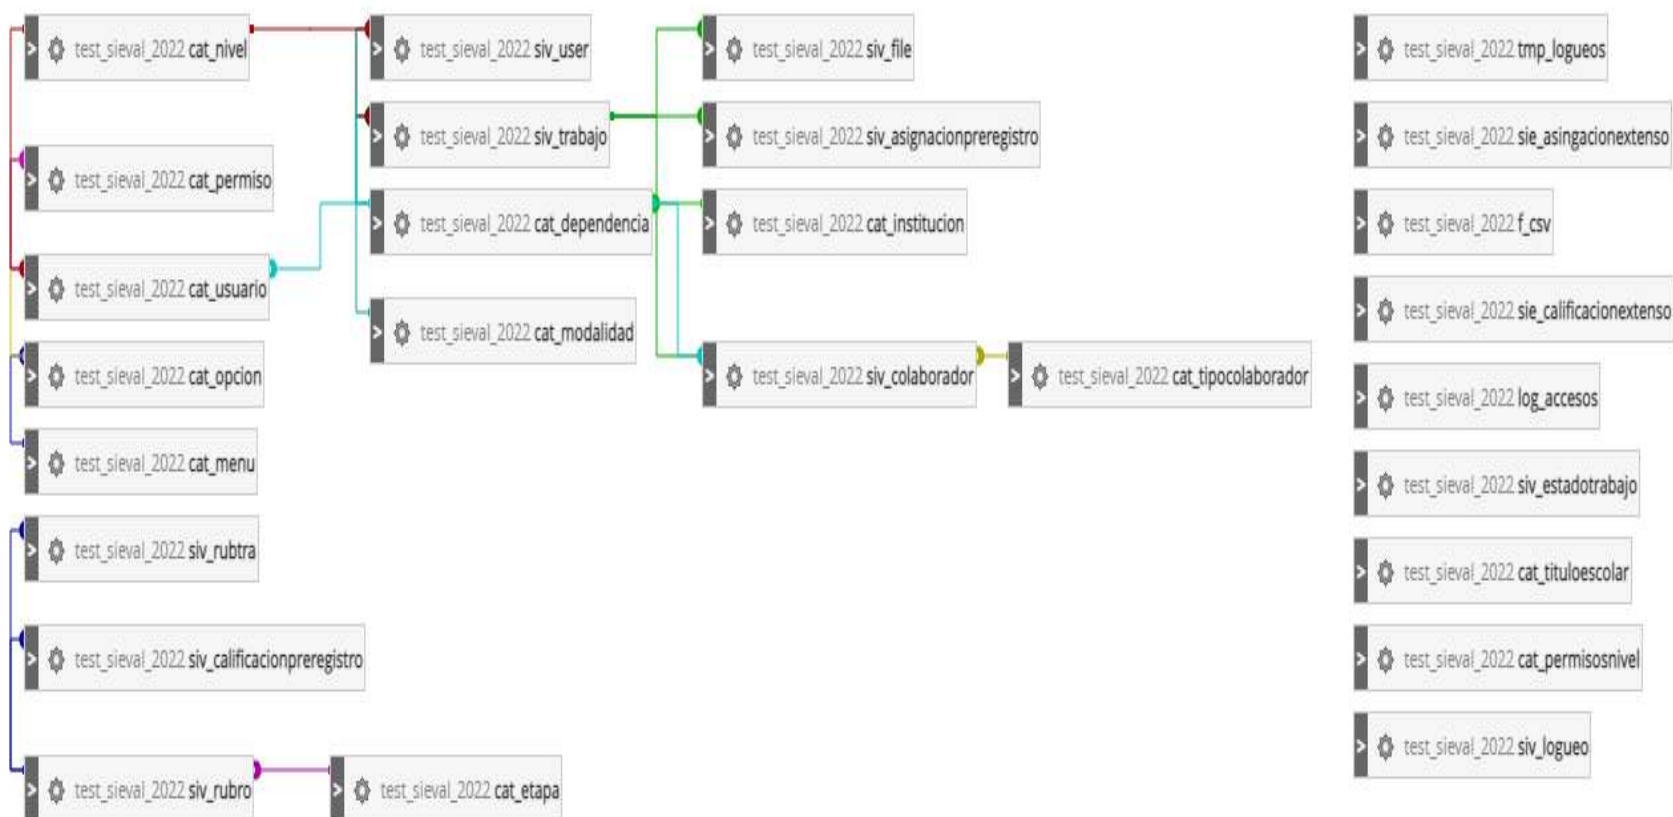 test_sieval_2022 cat_nivel
test_sieval_2022 siv_user
test_sieval_2022 siv_file
test_sieval_2022 tmp_logueos
test_sieval_2022 siv_trabajo
test_sieval_2022 siv_asignacionpreregistro
test_sieval_2022 sie_asingacionextenso
test_sieval_2022 cat_permiso
test_sieval_2022 cat_dependencia
test_sieval_2022 cat_institucion
test_sieval_2022 f_csv
test_sieval_2022 cat_usuario
test_sieval_2022 cat_modalidad
test_sieval_2022 sie_calificacionextenso
test_sieval_2022 cat_opcion
test_sieval_2022 siv_colaborador
test_sieval_2022 cat_tipocolaborador
test_sieval_2022 log_accesos
test_sieval_2022 cat_menu
test_sieval_2022 siv_estadotrabajo
test_sieval_2022 siv_rubtra
test_sieval_2022 cat_tituloescolar
test_sieval_2022 siv_calificacionpreregistro
test_sieval_2022 cat_permisosnivel
test_sieval_2022 siv_logueo
test_sieval_2022 siv_rubro
test_sieval_2022 cat_etapa